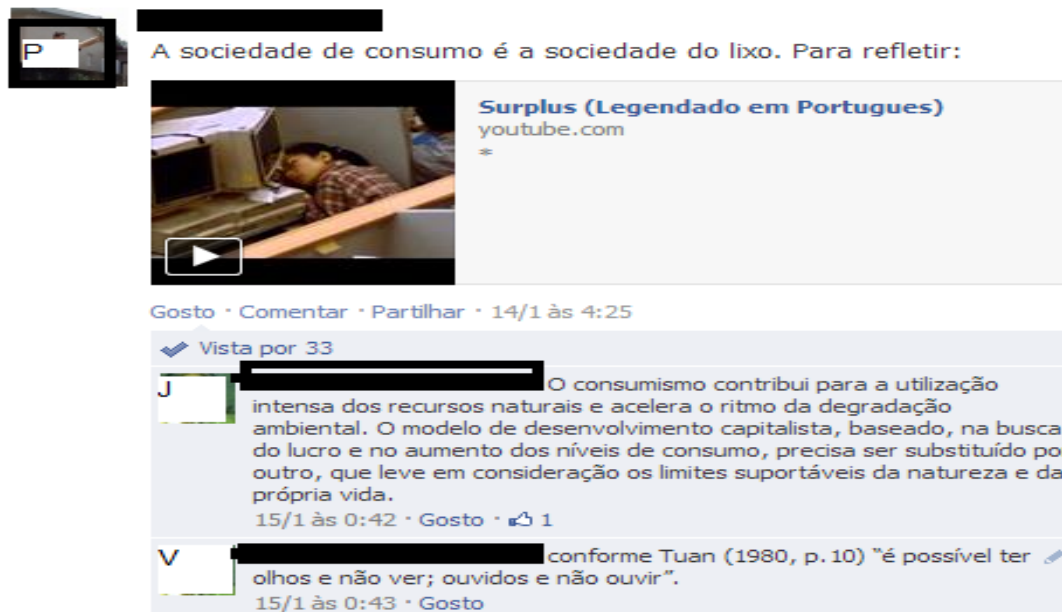 P
A sociedade de consumo é a sociedade do lixo. Para refletir:
Surplus (Legendado em Portugues)
youtube.com
*
Gosto · Comentar · Partilhar · 14/1 às 4:25
Vista por 33
J
O consumismo contribui para a utilização
intensa dos recursos naturais e acelera o ritmo da degradação
ambiental. O modelo de desenvolvimento capitalista, baseado, na busca
do lucro e no aumento dos níveis de consumo, precisa ser substituído po
outro, que leve em consideração os limites suportáveis da natureza e da
própria vida.
15/1 às 0:42 · Gosto · 1
V
conforme Tuan (1980, p.10) “é possível ter
olhos e não ver; ouvidos e não ouvir”.
15/1 às 0:43 · Gosto